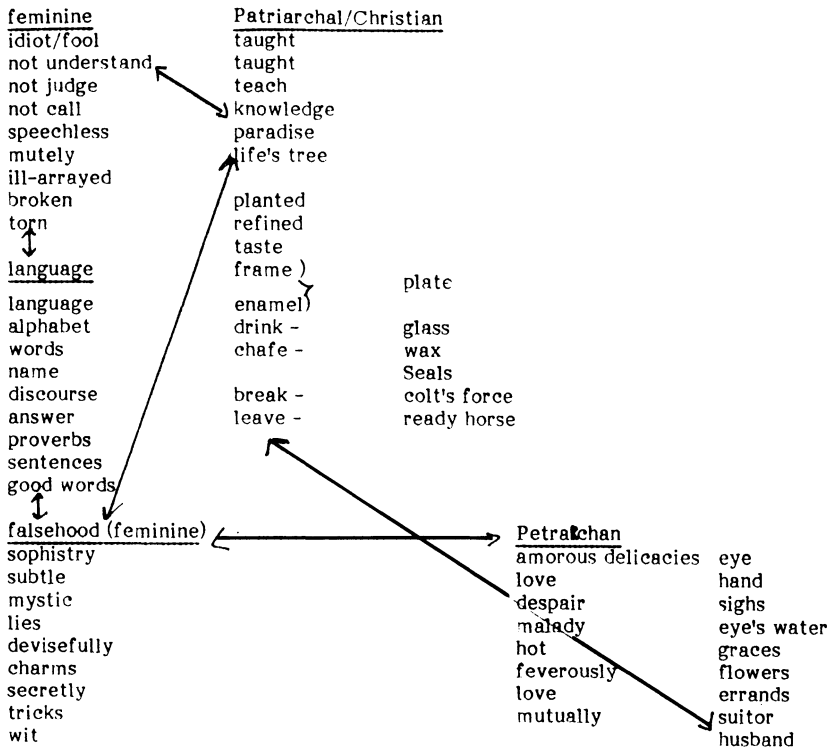 feminine
idiot/fool
not understand
not judge
not call
speechless
mutely
ill-arrayed
broken
torn
language
language
alphabet
words
name
discourse
answer
proverbs
sentences
good words
falsehood (feminine)
sophistry
subtle
mystic
lies
devisefully
charms
secretly
tricks
wit
Patriarchal/Christian
taught
taught
teach
knowledge
paradise
life's tree
planted
refined
taste
frame )
enamel)
plate
drink - glass
chafe - wax
Seals
break - colt's force
leave - ready horse
Petrarchan
amorous delicacies eye
love hand
despair sighs
malady eye's water
hot graces
feverously flowers
love errands
mutually suitor
husband